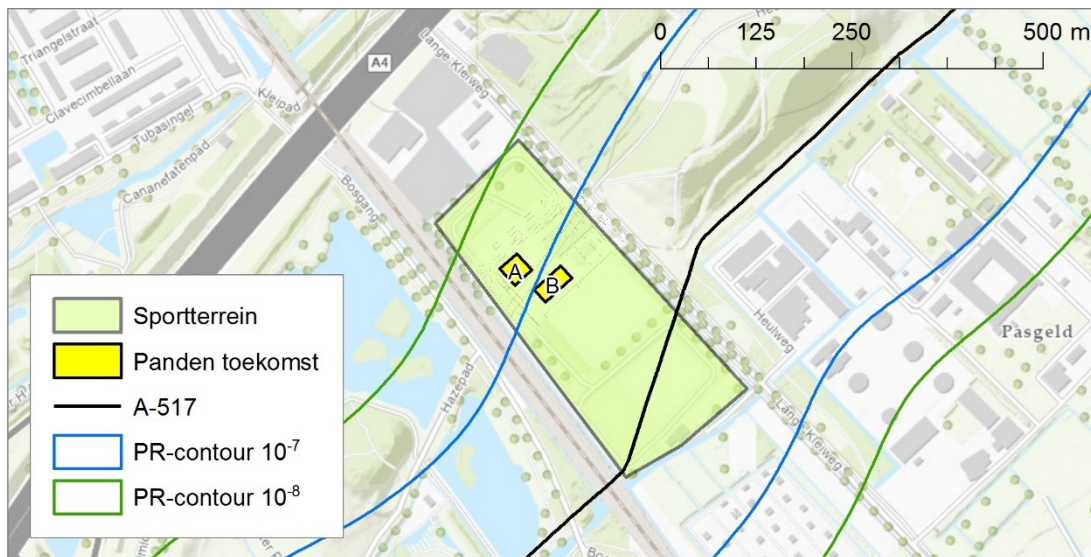 Triangelstraat
Clavecimbellaan
Tubasingel
Kleipad
Cananefatenpad
A4
Lange Kleiweg
Bosgang
0 125 250 500 m
A
B
Hazepad
Heulweg
Pasgeld
Lange Kleiweg
Sportterrein
Panden toekomst
A-517
PR-contour 10⁻⁷
PR-contour 10⁻⁸